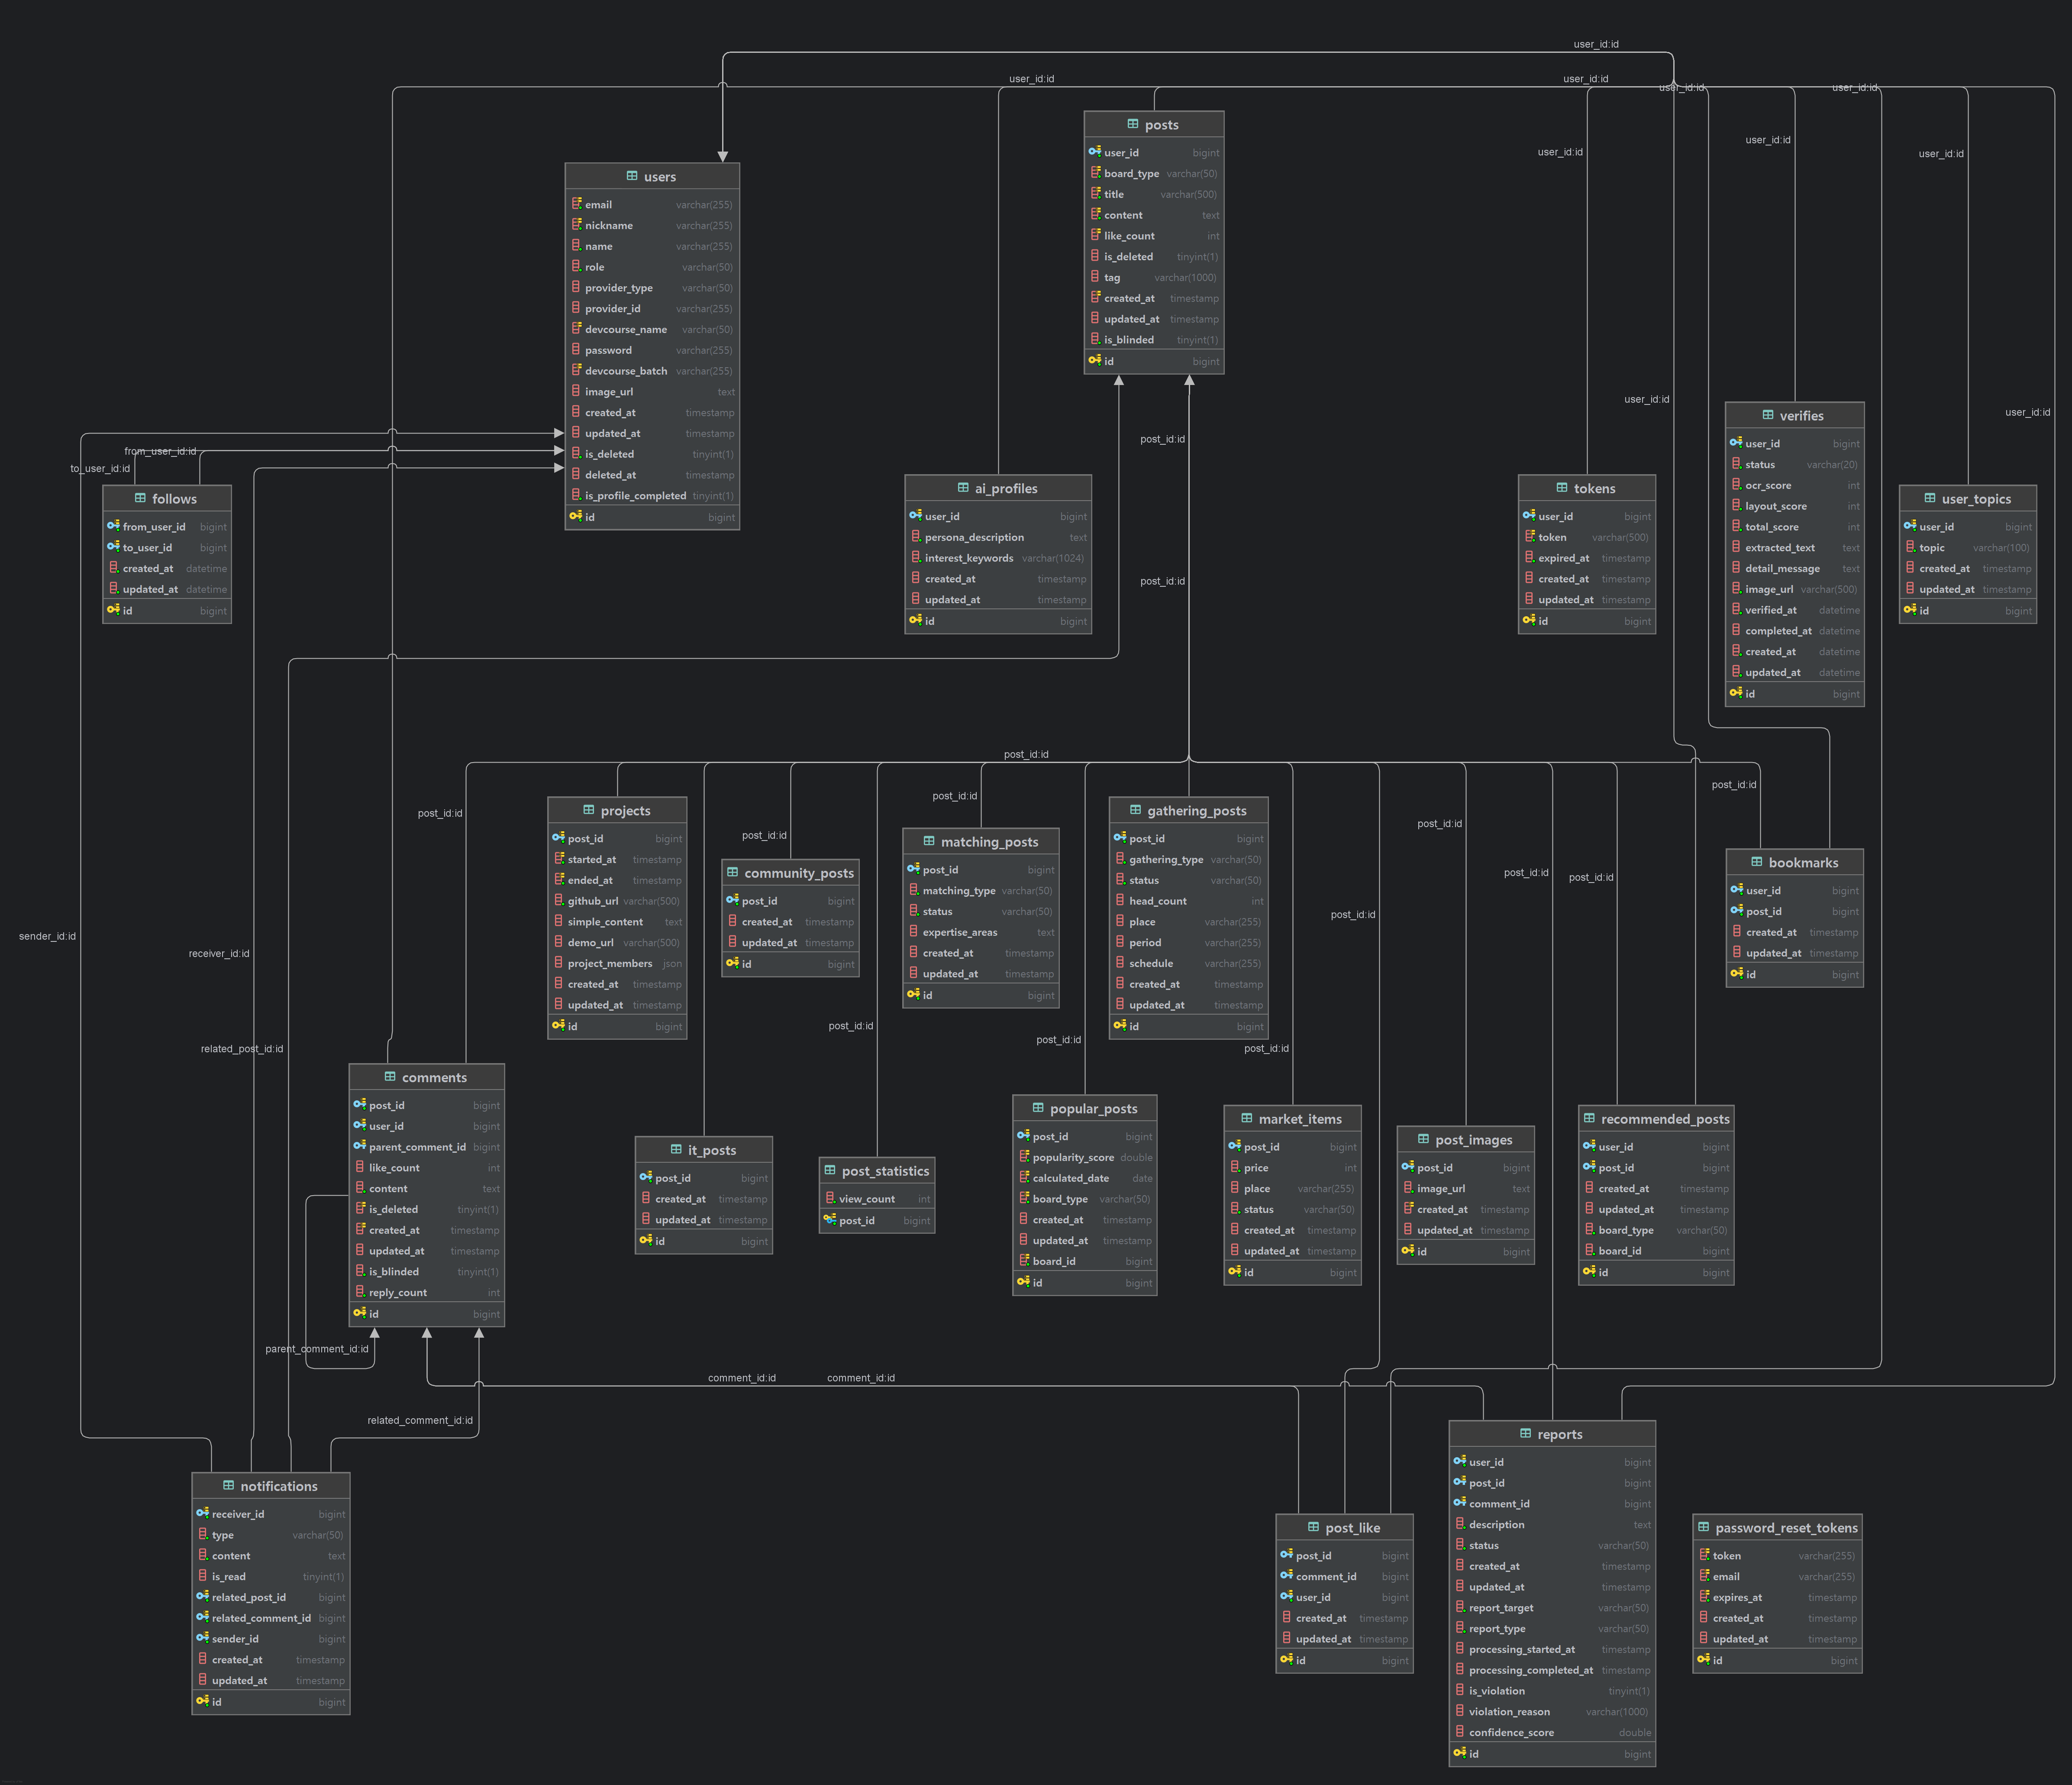 user_id:id
user_id:id
user_id:id
user_id:id
user_id:id
posts
user_id bigint
board_type varchar(50)
title varchar(500)
content text
like_count int
is_deleted tinyint(1)
tag varchar(1000)
created_at timestamp
updated_at timestamp
is_blinded tinyint(1)
id bigint
user_id:id
user_id:id
user_id:id
users
email varchar(255)
nickname varchar(255)
name varchar(255)
role varchar(50)
provider_type varchar(50)
provider_id varchar(255)
devcourse_name varchar(50)
password varchar(255)
devcourse_batch varchar(255)
image_url text
created_at timestamp
updated_at timestamp
is_deleted tinyint(1)
deleted_at timestamp
is_profile_completed tinyint(1)
id bigint
user_id:id
user_id:id
post_id:id
from_user_id:id
to_user_id:id
follows
from_user_id bigint
to_user_id bigint
created_at datetime
updated_at datetime
id bigint
ai_profiles
user_id bigint
persona_description text
interest_keywords varchar(1024)
created_at timestamp
updated_at timestamp
id bigint
tokens
user_id bigint
token varchar(500)
expired_at timestamp
created_at timestamp
updated_at timestamp
id bigint
verifies
user_id bigint
status varchar(20)
ocr_score int
layout_score int
total_score int
extracted_text text
detail_message text
image_url varchar(500)
verified_at datetime
completed_at datetime
created_at datetime
updated_at datetime
id bigint
user_topics
user_id bigint
topic varchar(100)
created_at timestamp
updated_at timestamp
id bigint
post_id:id
post_id:id
post_id:id
post_id:id
post_id:id
post_id:id
post_id:id
projects
post_id bigint
started_at timestamp
ended_at timestamp
github_url varchar(500)
simple_content text
demo_url varchar(500)
project_members json
created_at timestamp
updated_at timestamp
id bigint
community_posts
post_id bigint
created_at timestamp
updated_at timestamp
id bigint
matching_posts
post_id bigint
matching_type varchar(50)
status varchar(50)
expertise_areas text
created_at timestamp
updated_at timestamp
id bigint
gathering_posts
post_id bigint
gathering_type varchar(50)
status varchar(50)
head_count int
place varchar(255)
period varchar(255)
schedule varchar(255)
created_at timestamp
updated_at timestamp
id bigint
bookmarks
user_id bigint
post_id bigint
created_at timestamp
updated_at timestamp
id bigint
post_id:id
post_id:id
post_id:id
sender_id:id
receiver_id:id
related_post_id:id
post_id:id
post_id:id
post_id:id
comments
post_id bigint
user_id bigint
parent_comment_id bigint
like_count int
content text
is_deleted tinyint(1)
created_at timestamp
updated_at timestamp
is_blinded tinyint(1)
reply_count int
id bigint
it_posts
post_id bigint
created_at timestamp
updated_at timestamp
id bigint
post_statistics
view_count int
post_id bigint
popular_posts
post_id bigint
popularity_score double
calculated_date date
board_type varchar(50)
created_at timestamp
updated_at timestamp
board_id bigint
id bigint
market_items
post_id bigint
price int
place varchar(255)
status varchar(50)
created_at timestamp
updated_at timestamp
id bigint
post_images
post_id bigint
image_url text
created_at timestamp
updated_at timestamp
id bigint
recommended_posts
user_id bigint
post_id bigint
created_at timestamp
updated_at timestamp
board_type varchar(50)
board_id bigint
id bigint
parent_comment_id:id
comment_id:id
comment_id:id
related_comment_id:id
notifications
receiver_id bigint
type varchar(50)
content text
is_read tinyint(1)
related_post_id bigint
related_comment_id bigint
sender_id bigint
created_at timestamp
updated_at timestamp
id bigint
post_like
post_id bigint
comment_id bigint
user_id bigint
created_at timestamp
updated_at timestamp
id bigint
reports
user_id bigint
post_id bigint
comment_id bigint
description text
status varchar(50)
created_at timestamp
updated_at timestamp
report_target varchar(50)
report_type varchar(50)
processing_started_at timestamp
processing_completed_at timestamp
is_violation tinyint(1)
violation_reason varchar(1000)
confidence_score double
id bigint
password_reset_tokens
token varchar(255)
email varchar(255)
expires_at timestamp
created_at timestamp
updated_at timestamp
id bigint